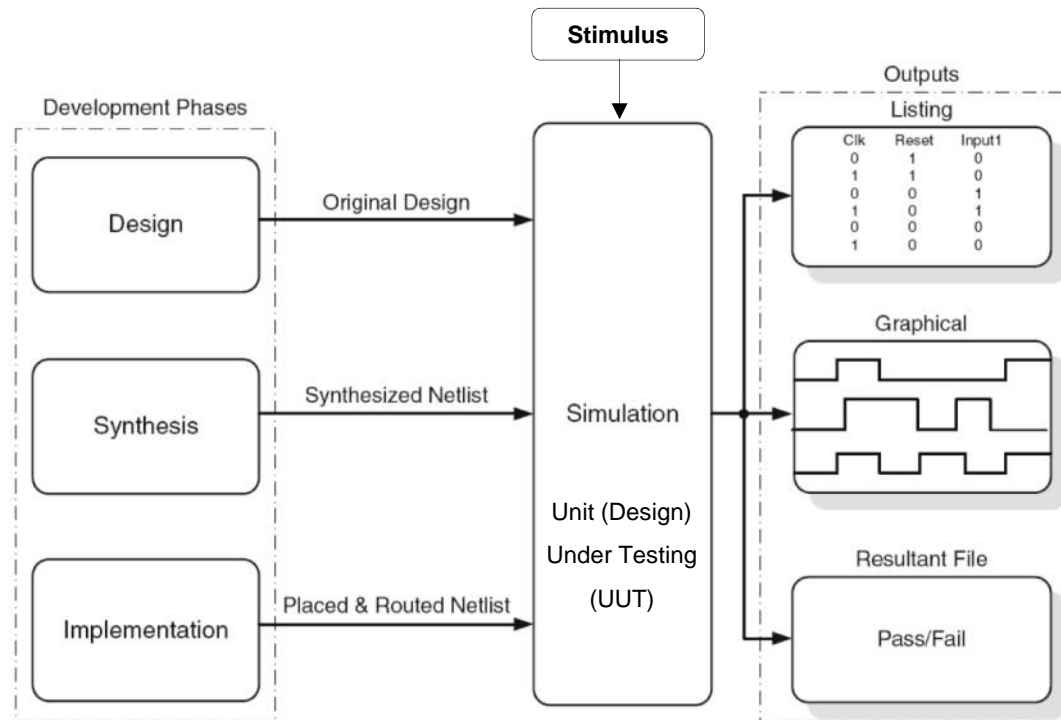 Stimulus
Development Phases
Design
Original Design
Synthesis
Synthesized Netlist
Implementation
Placed & Routed Netlist
Simulation
Unit (Design)
Under Testing
(UUT)
Outputs
Listing
Clk Reset Input1
0 1 0
1 1 0
0 0 1
1 0 1
0 0 0
1 0 0
Graphical
Resultant File
Pass/Fail